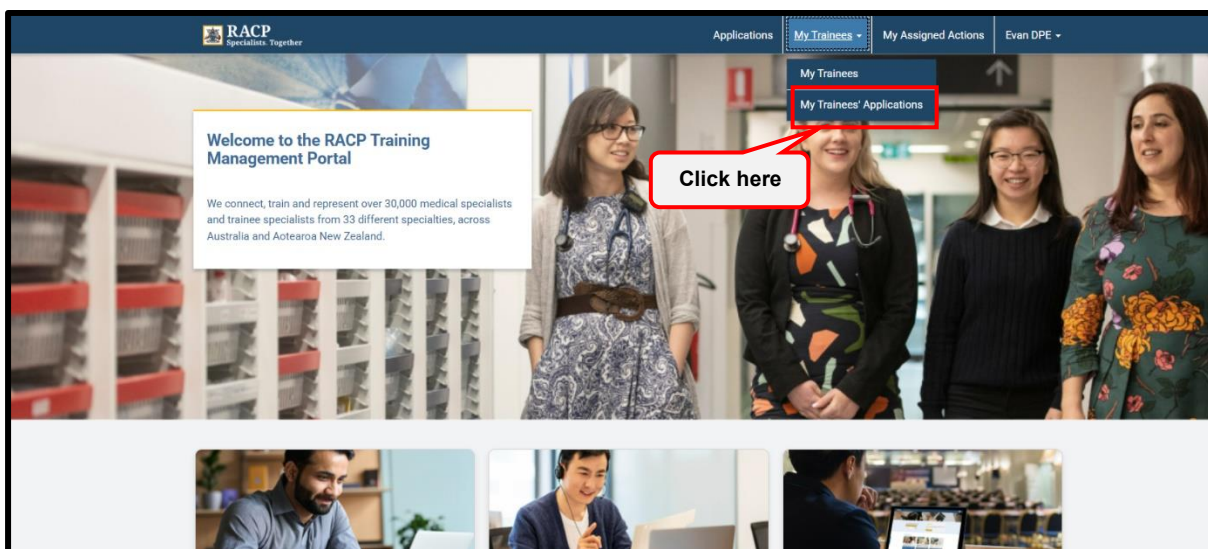 RACP
Specialists. Together
Applications
My Trainees
My Assigned Actions
Evan DPE
My Trainees
My Trainees' Applications
Click here
Welcome to the RACP Training
Management Portal
We connect, train and represent over 30,000 medical specialists
and trainee specialists from 33 different specialties, across
Australia and Aotearoa New Zealand.